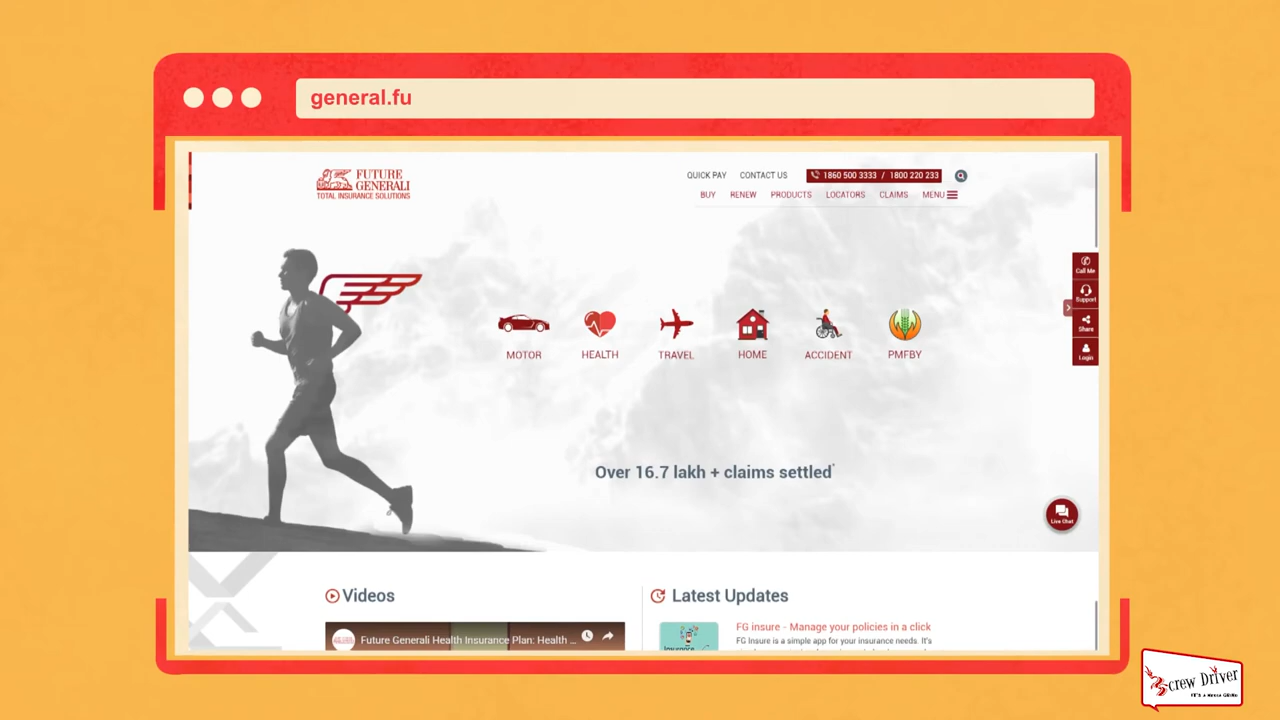 general.fu
FUTURE
GENERALI
TOTAL INSURANCE SOLUTIONS
QUICK PAY CONTACT US 1860 500 3333 / 1800 220 233
BUY RENEW PRODUCTS LOCATORS CLAIMS MENU
Call Me
Support
Share
Login
MOTOR HEALTH TRAVEL HOME ACCIDENT PMFBY
Over 16.7 lakh + claims settled*
Live Chat
Videos
Future Generali Health Insurance Plan: Health ...
Latest Updates
FG insure - Manage your policies in a click
FG Insure is a simple app for your insurance needs. It's
Screw Driver